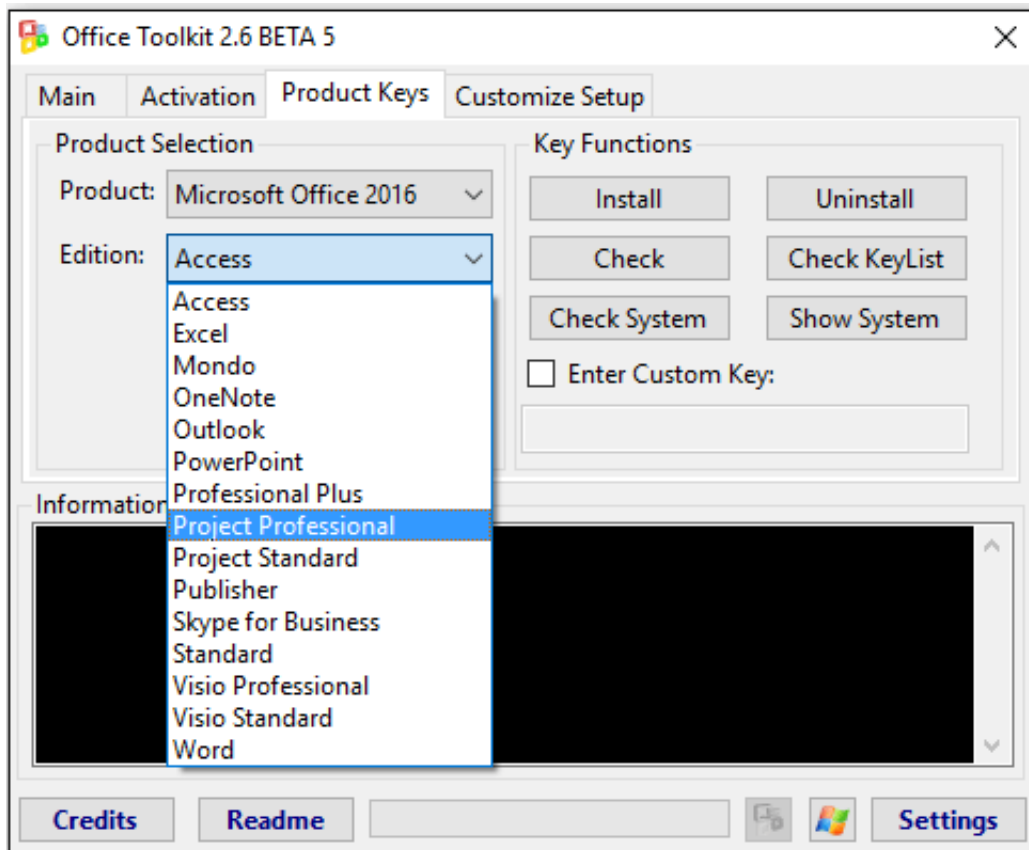 Office Toolkit 2.6 BETA 5
Main Activation Product Keys Customize Setup
Product Selection
Product: Microsoft Office 2016
Edition: Access
Access
Excel
Mondo
OneNote
Outlook
PowerPoint
Professional Plus
Project Professional
Project Standard
Publisher
Skype for Business
Standard
Visio Professional
Visio Standard
Word
Key Functions
Install Uninstall
Check Check KeyList
Check System Show System
Enter Custom Key:
Information
Credits Readme Settings